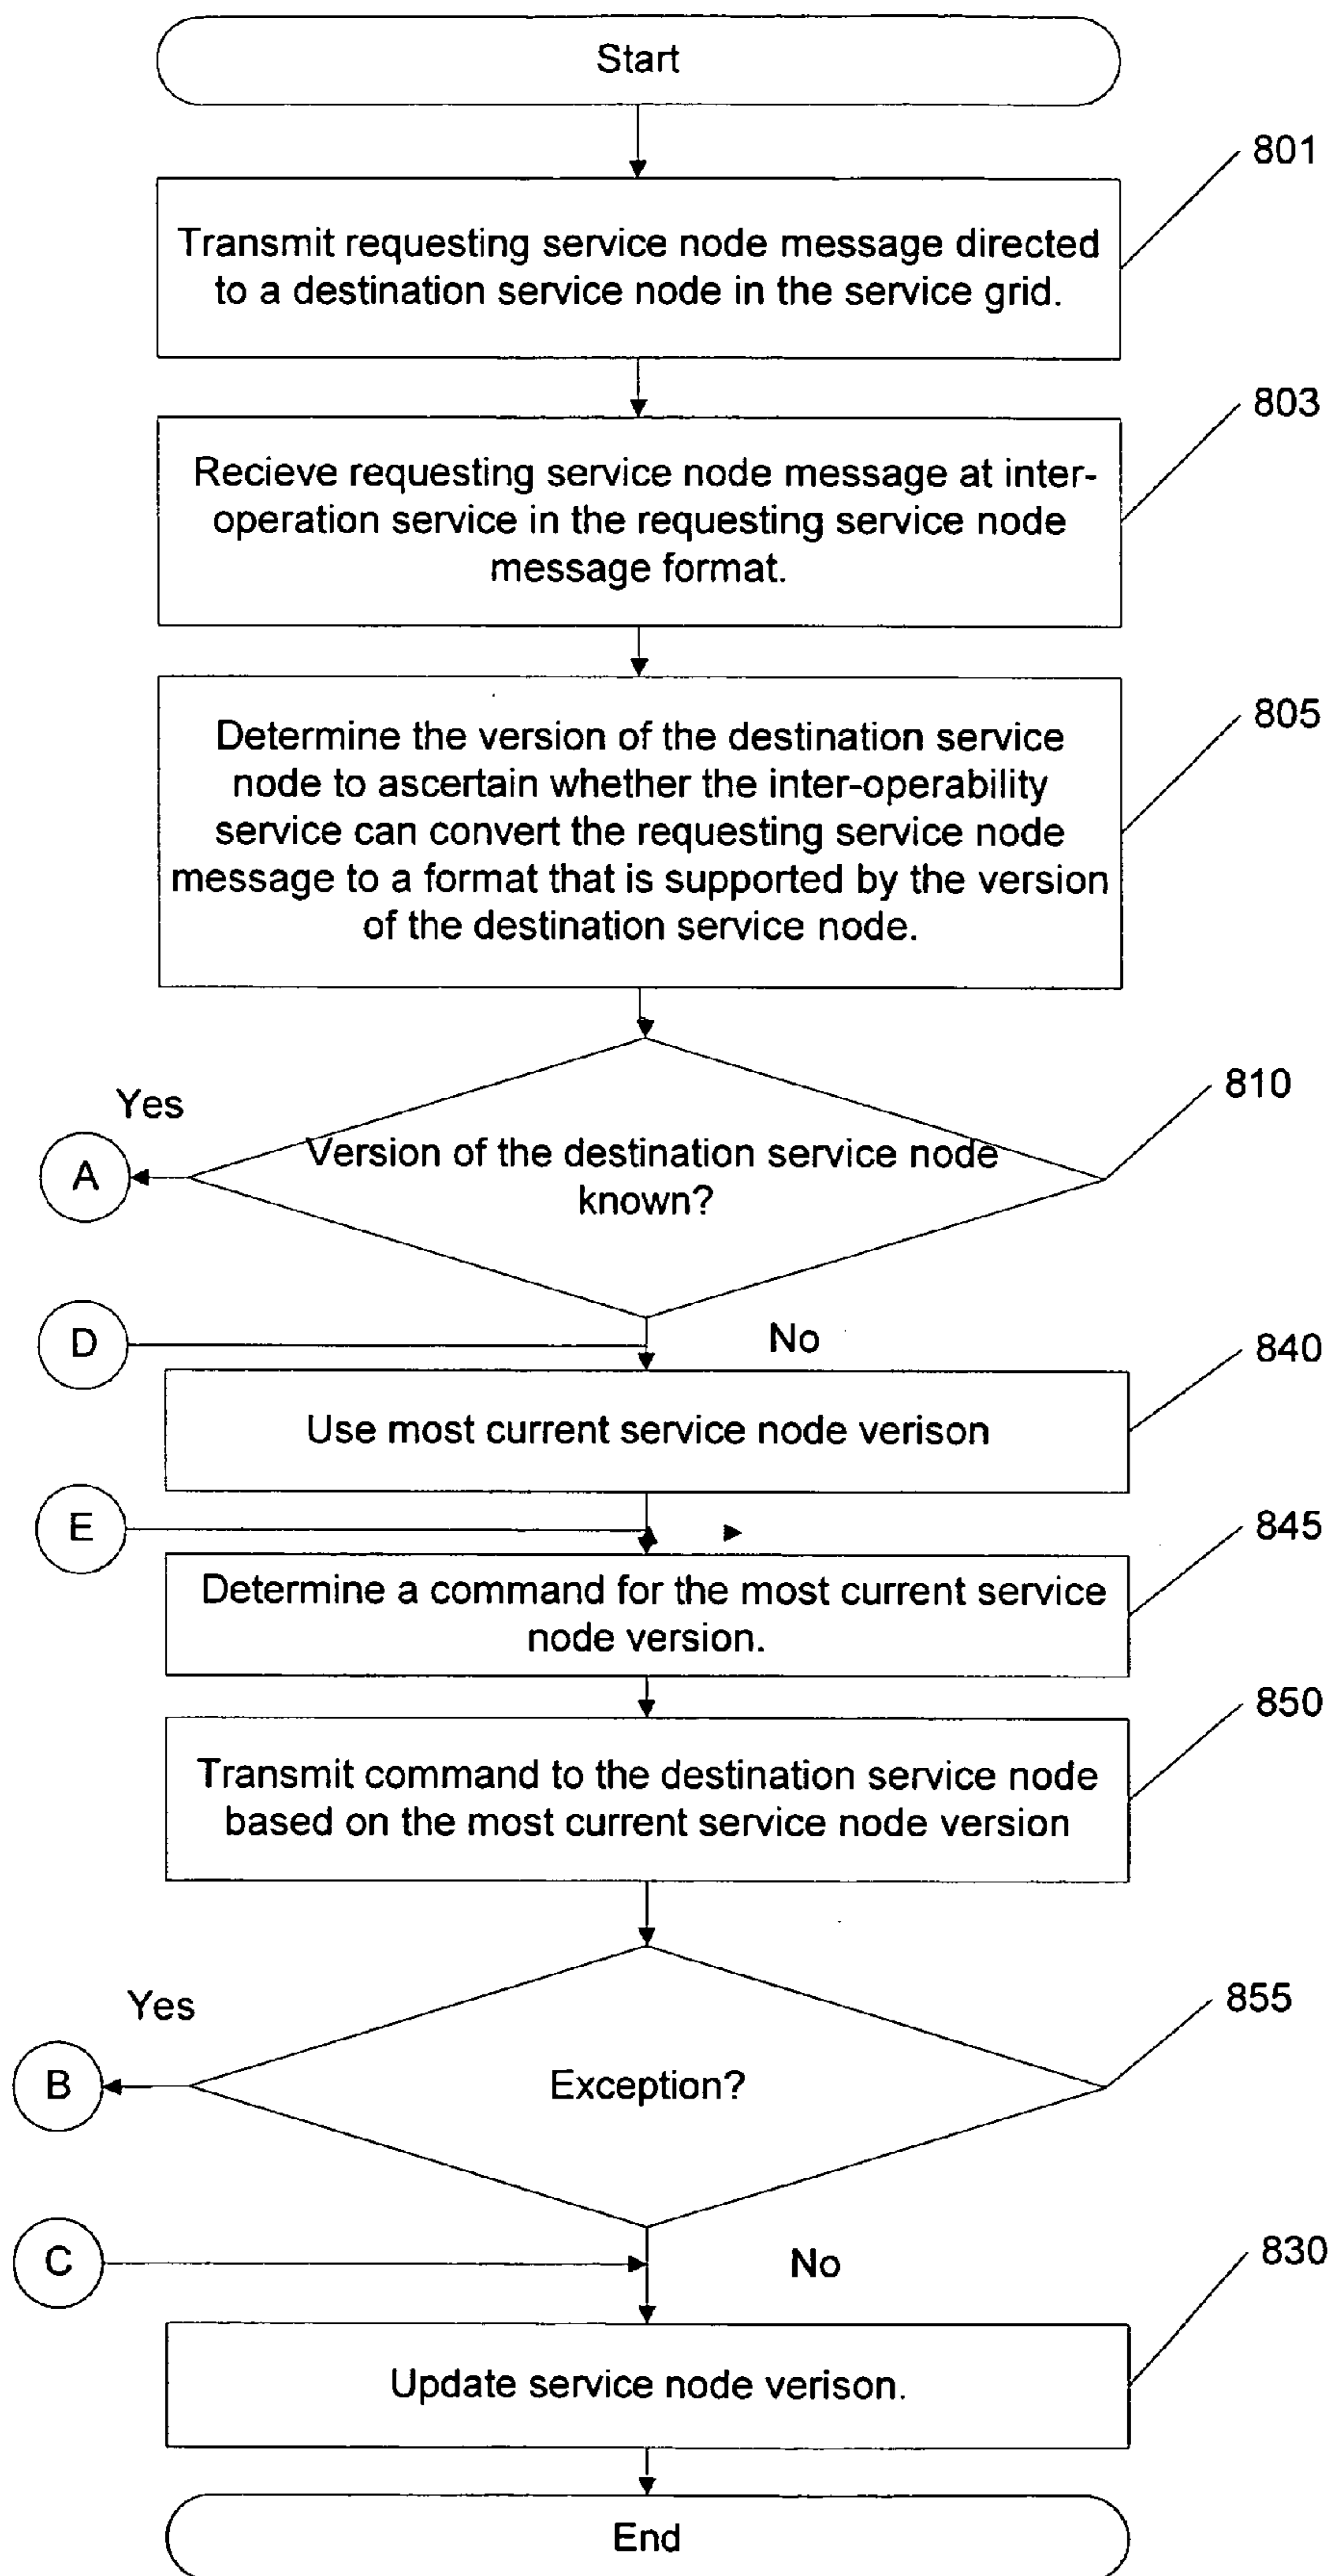 Start
801
Transmit requesting service node message directed
to a destination service node in the service grid.
803
Recieve requesting service node message at inter-
operation service in the requesting service node
message format.
805
Determine the version of the destination service
node to ascertain whether the inter-operability
service can convert the requesting service node
message to a format that is supported by the version
of the destination service node.
810
Yes
A
Version of the destination service node
known?
D
No
840
Use most current service node verison
E
845
Determine a command for the most current service
node version.
850
Transmit command to the destination service node
based on the most current service node version
855
Yes
B
Exception?
C
No
830
Update service node verison.
End